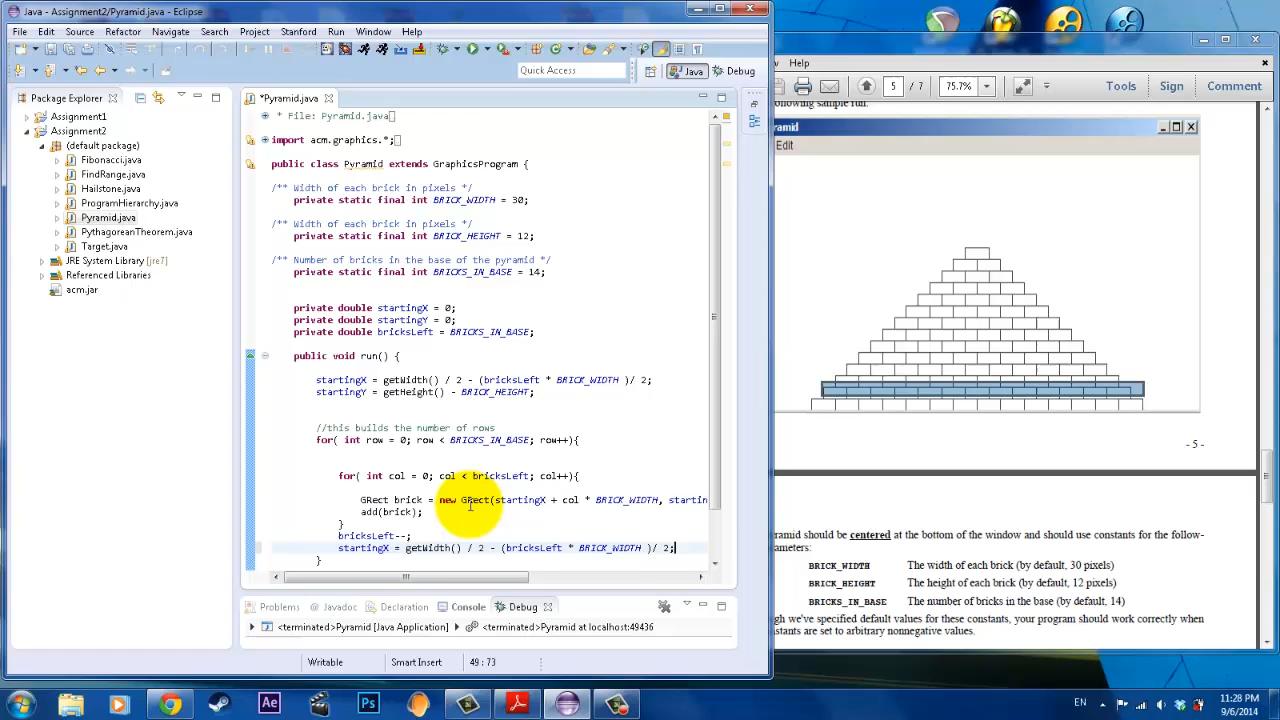 Java - Assignment2/Pyramid.java - Eclipse
File Edit Source Refactor Navigate Search Project Standrd Run Window Help
Quick Access
Java
Debug
Package Explorer
Assignment1
Assignment2
(default package)
Fibonacci.java
FindRange.java
Hailstone.java
ProgramHierarchy.java
Pyramid.java
PythagoreanTheorem.java
Target.java
JRE System Library [jre7]
Referenced Libraries
acm.jar
*Pyramid.java
* File: Pyramid.java
import acm.graphics.*;
public class Pyramid extends GraphicsProgram {
/** Width of each brick in pixels */
private static final int BRICK_WIDTH = 30;
/** Width of each brick in pixels */
private static final int BRICK_HEIGHT = 12;
/** Number of bricks in the base of the pyramid */
private static final int BRICKS_IN_BASE = 14;
private double startingX = 0;
private double startingY = 0;
private double bricksLeft = BRICKS_IN_BASE;
public void run() {
startingX = getWidth() / 2 - (bricksLeft * BRICK_WIDTH )/ 2;
startingY = getHeight() - BRICK_HEIGHT;
//this builds the number of rows
for( int row = 0; row < BRICKS_IN_BASE; row++){
for( int col = 0; col < bricksLeft; col++){
GRect brick = new GRect(startingX + col * BRICK_WIDTH, startin
add(brick);
}
bricksLeft--;
startingX = getWidth() / 2 - (bricksLeft * BRICK_WIDTH )/ 2;
}
Problems Javadoc Declaration Console Debug
<terminated>Pyramid [Java Application] <terminated>Pyramid at localhost:49436
Writable Smart Insert 49 : 73
Help
5 / 7 75.7% Tools Sign Comment
following sample run.
ramid
Edit
- 5 -
ramid should be centered at the bottom of the window and should use constants for the follow-
ameters:
BRICK_WIDTH The width of each brick (by default, 30 pixels)
BRICK_HEIGHT The height of each brick (by default, 12 pixels)
BRICKS_IN_BASE The number of bricks in the base (by default, 14)
gh we've specified default values for these constants, your program should work correctly when
nstants are set to arbitrary nonnegative values.
Ae
Ps
EN
11:28 PM
9/6/2014